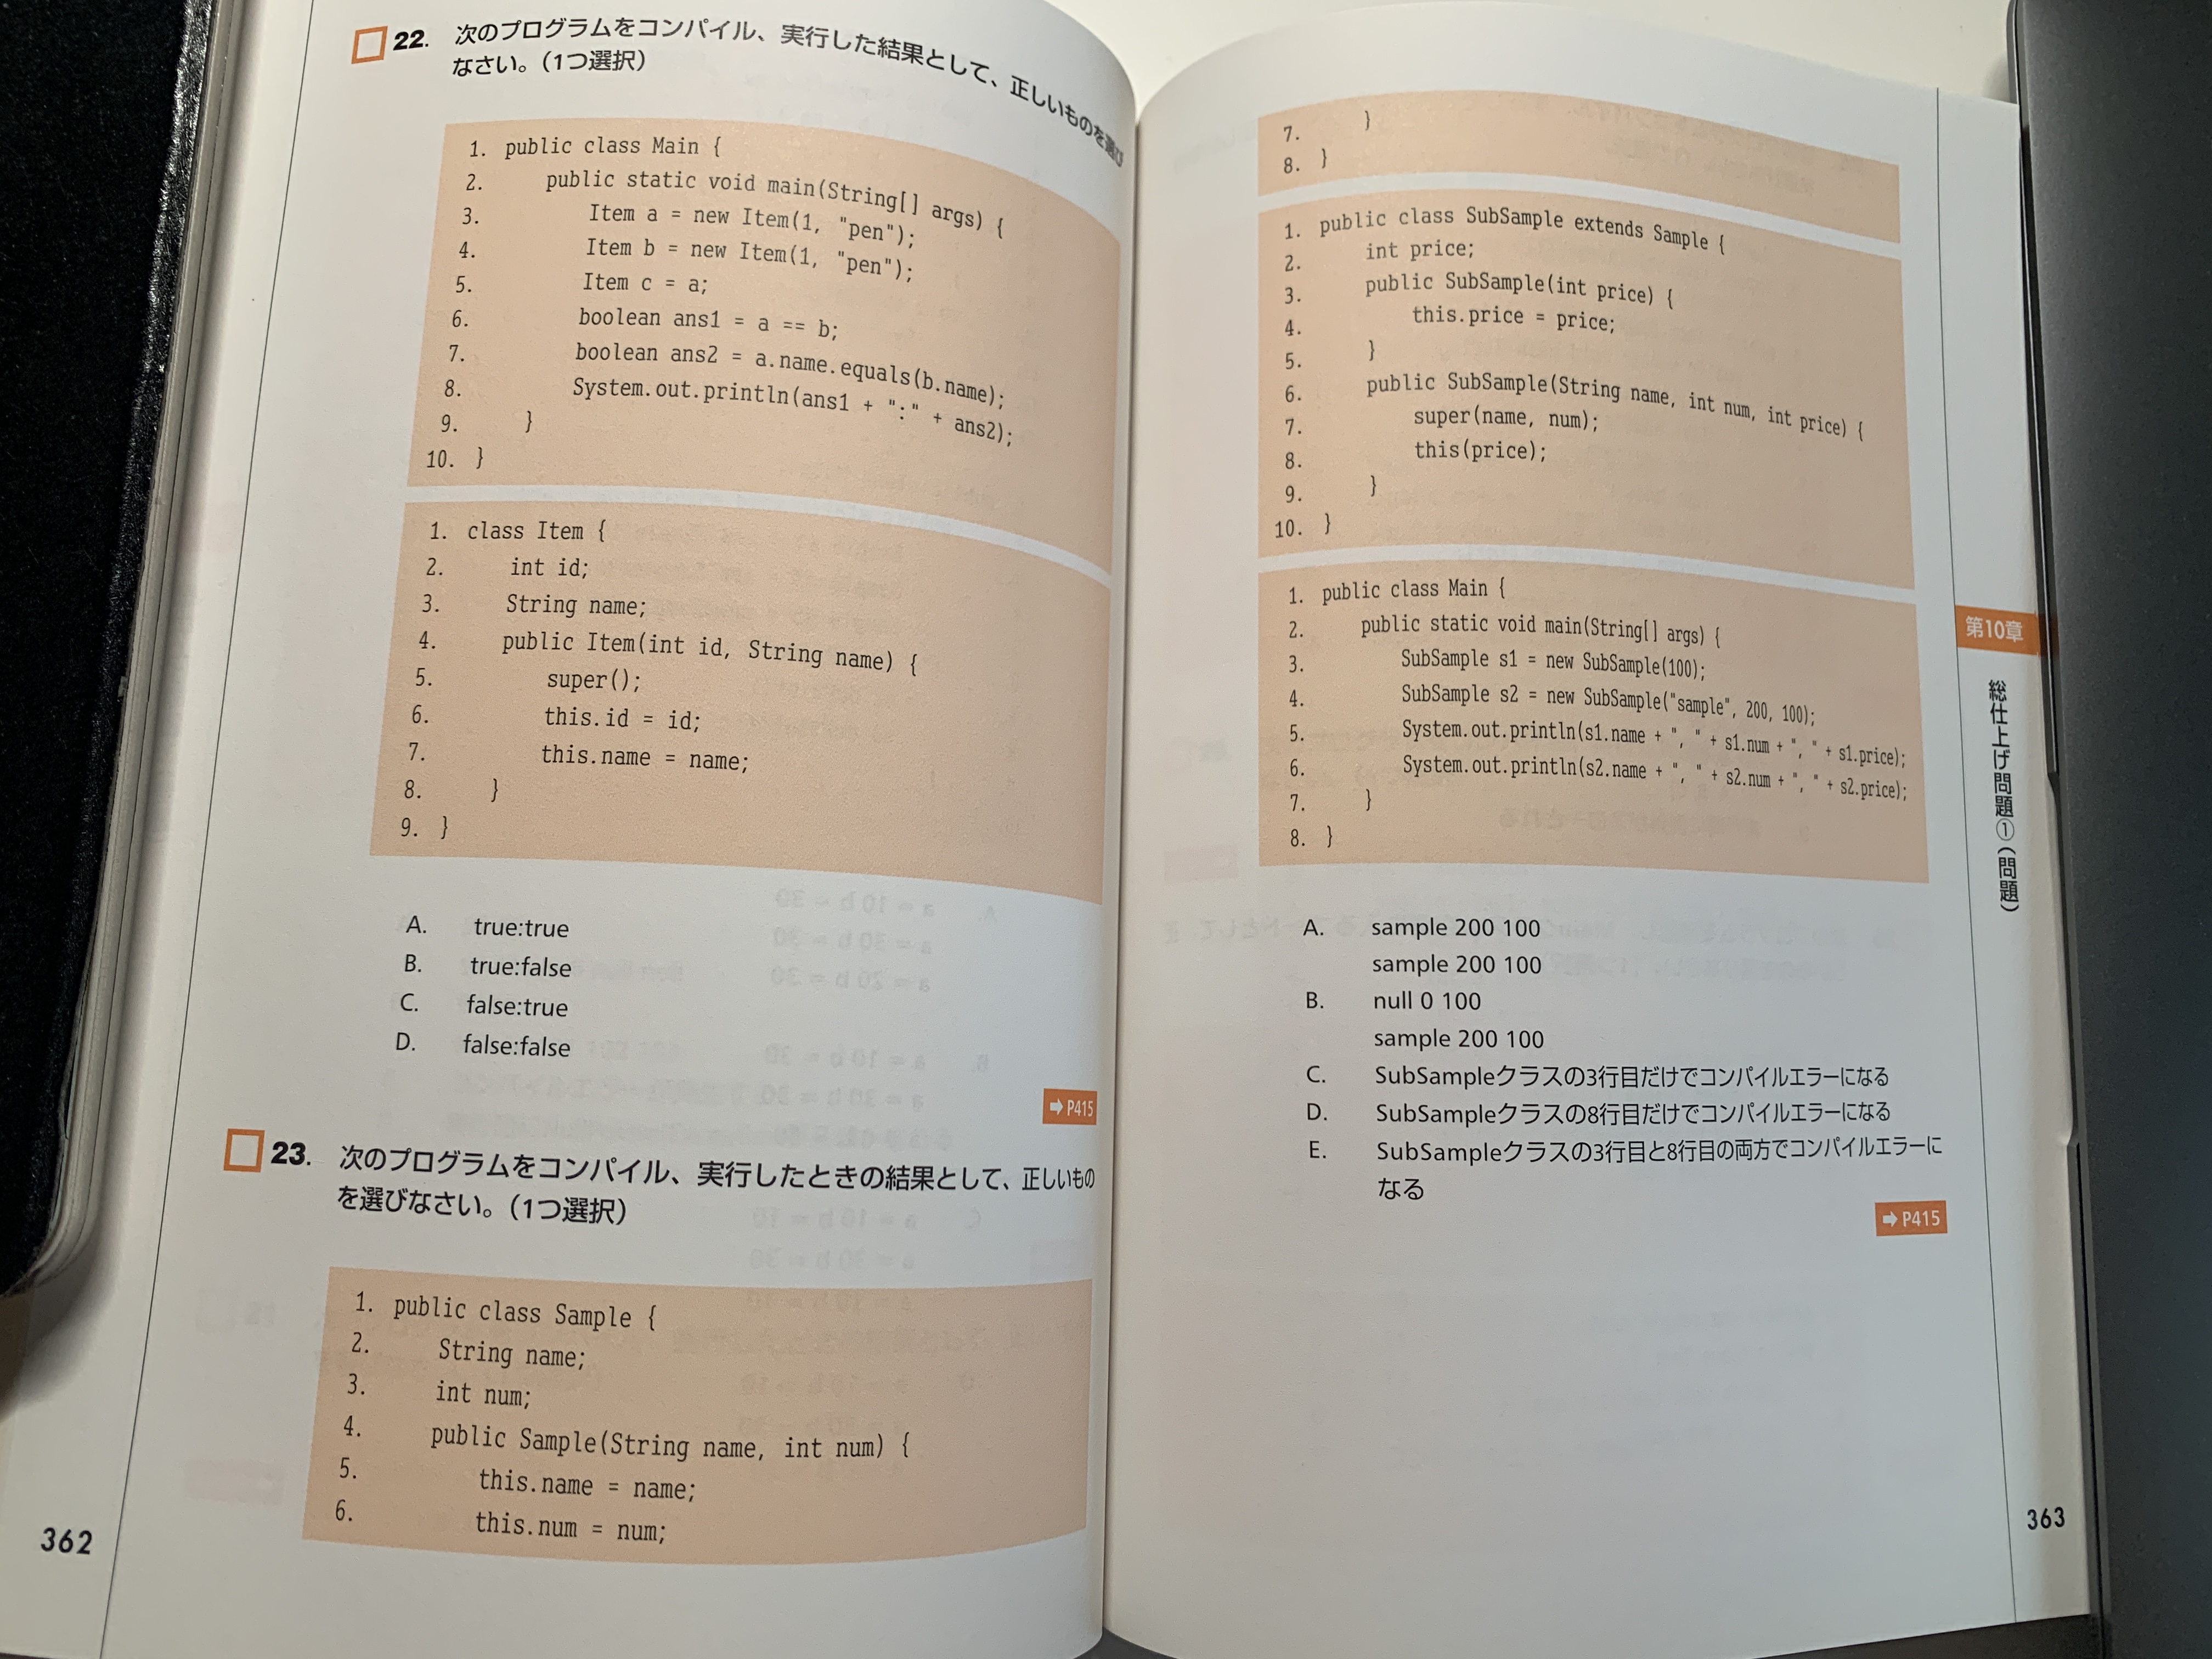 22. 次のプログラムをコンパイル、実行した結果として、正しいものを選び
なさい。(1つ選択)
1. public class Main {
2. public static void main(String[] args) {
3. Item a = new Item(1, "pen");
4. Item b = new Item(1, "pen");
5. Item c = a;
6. boolean ans1 = a == b;
7. boolean ans2 = a.name.equals(b.name);
8. System.out.println(ans1 + ":" + ans2);
9. }
10. }
1. class Item {
2. int id;
3. String name;
4. public Item(int id, String name) {
5. super();
6. this.id = id;
7. this.name = name;
8. }
9. }
A. true:true
B. true:false
C. false:true
D. false:false
➡ P415
23. 次のプログラムをコンパイル、実行したときの結果として、正しいもの
を選びなさい。(1つ選択)
1. public class Sample {
2. String name;
3. int num;
4. public Sample(String name, int num) {
5. this.name = name;
6. this.num = num;
362
7. }
8. }
1. public class SubSample extends Sample {
2. int price;
3. public SubSample(int price) {
4. this.price = price;
5. }
6. public SubSample(String name, int num, int price) {
7. super(name, num);
8. this(price);
9. }
10. }
1. public class Main {
2. public static void main(String[] args) {
3. SubSample s1 = new SubSample(100);
4. SubSample s2 = new SubSample("sample", 200, 100);
5. System.out.println(s1.name + ", " + s1.num + ", " + s1.price);
6. System.out.println(s2.name + ", " + s2.num + ", " + s2.price);
7. }
8. }
A. sample 200 100
sample 200 100
B. null 0 100
sample 200 100
C. SubSampleクラスの3行目だけでコンパイルエラーになる
D. SubSampleクラスの8行目だけでコンパイルエラーになる
E. SubSampleクラスの3行目と8行目の両方でコンパイルエラーに
なる
➡ P415
第10章
総仕上げ問題①(問題)
363